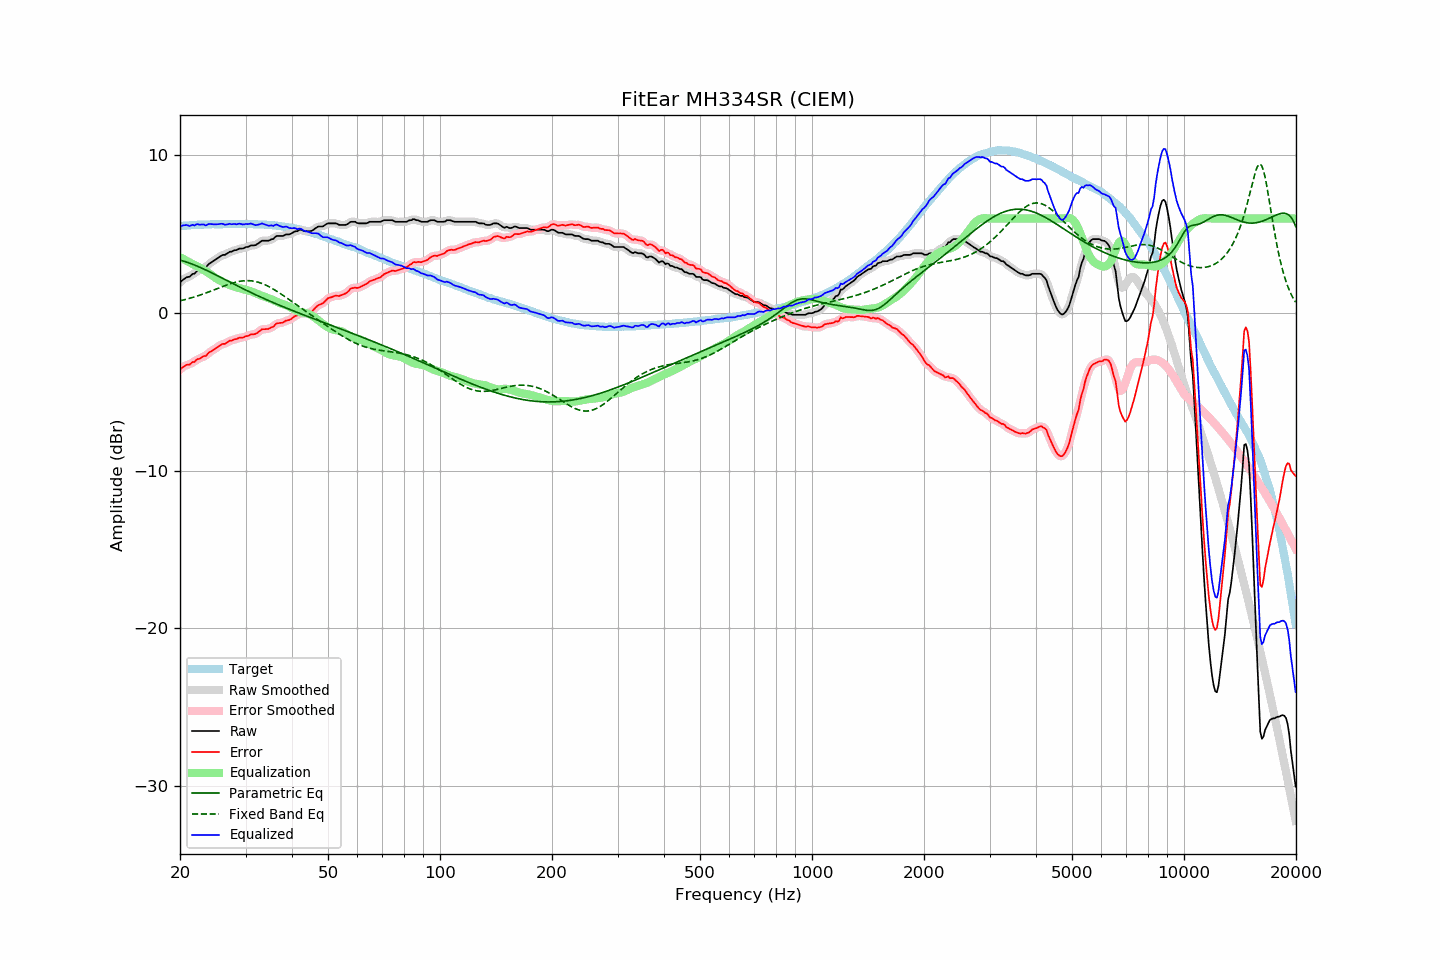 FitEar MH334SR (CIEM)
10
0
−10
−20
−30
Amplitude (dBr)
Target
Raw Smoothed
Error Smoothed
Raw
Error
Equalization
Parametric Eq
Fixed Band Eq
Equalized
20 50 100 200 500 1000 2000 5000 10000 20000
Frequency (Hz)